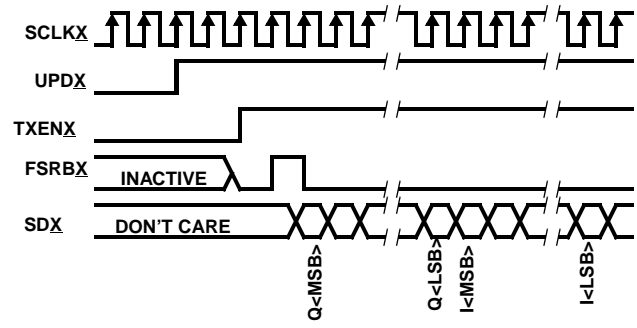 SCLKX
UPDX
TXENX
FSRBX
INACTIVE
SDX
DON'T CARE
Q<MSB>
Q<LSB>
I<MSB>
I<LSB>